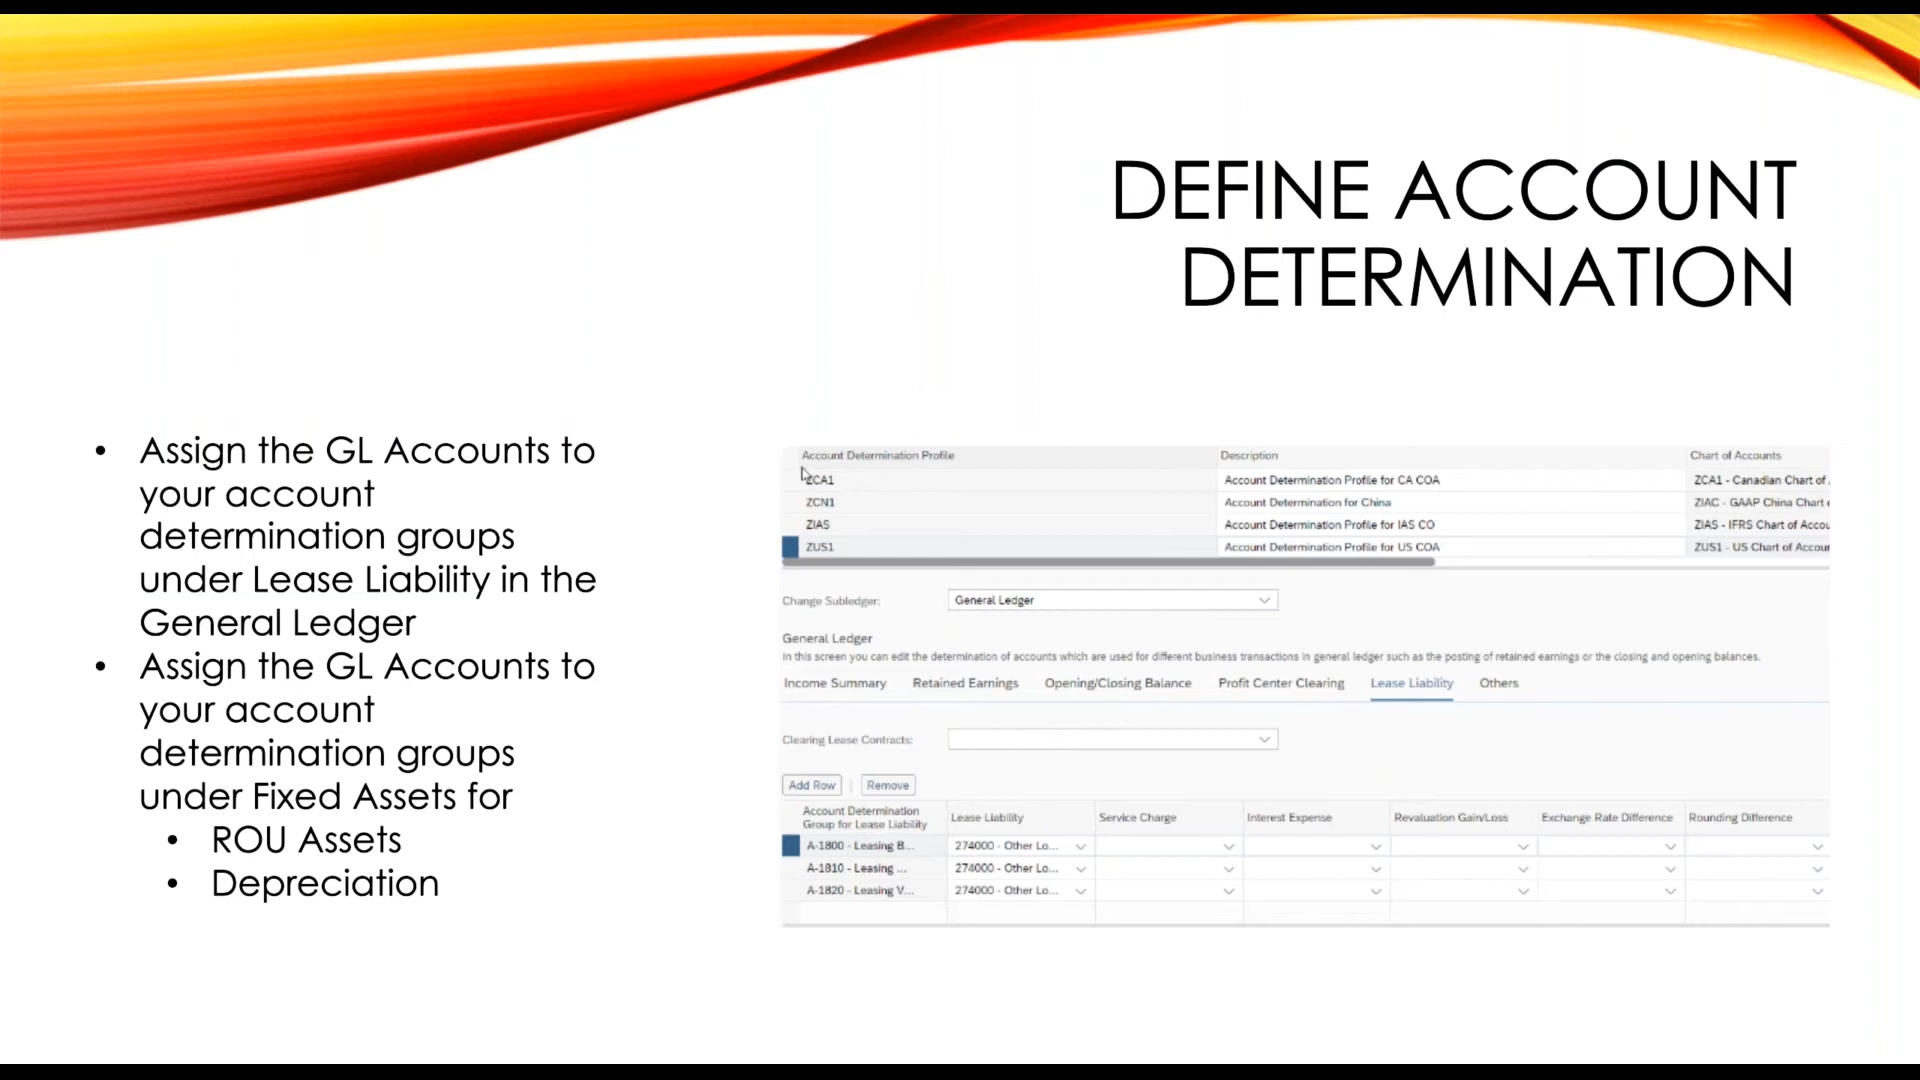 DEFINE ACCOUNT
DETERMINATION
• Assign the GL Accounts to
your account
determination groups
under Lease Liability in the
General Ledger
• Assign the GL Accounts to
your account
determination groups
under Fixed Assets for
• ROU Assets
• Depreciation
Account Determination Profile Description Chart of Accounts
ZCA1 Account Determination Profile for CA COA ZCA1 - Canadian Chart of
ZCN1 Account Determination for China ZIAC - GAAP China Chart
ZIAS Account Determination Profile for IAS CO ZIAS - IFRS Chart of Accou
ZUS1 Account Determination Profile for US COA ZUS1 - US Chart of Accour
Change Subledger: General Ledger
General Ledger
In this screen you can edit the determination of accounts which are used for different business transactions in general ledger such as the posting of retained earnings or the closing and opening balances.
Income Summary Retained Earnings Opening/Closing Balance Profit Center Clearing Lease Liability Others
Clearing Lease Contracts:
Add Row | Remove
Account Determination
Group for Lease Liability Lease Liability Service Charge Interest Expense Revaluation Gain/Loss Exchange Rate Difference Rounding Difference
A-1800 - Leasing B... 274000 - Other Lo...
A-1810 - Leasing ... 274000 - Other Lo...
A-1820 - Leasing V... 274000 - Other Lo...